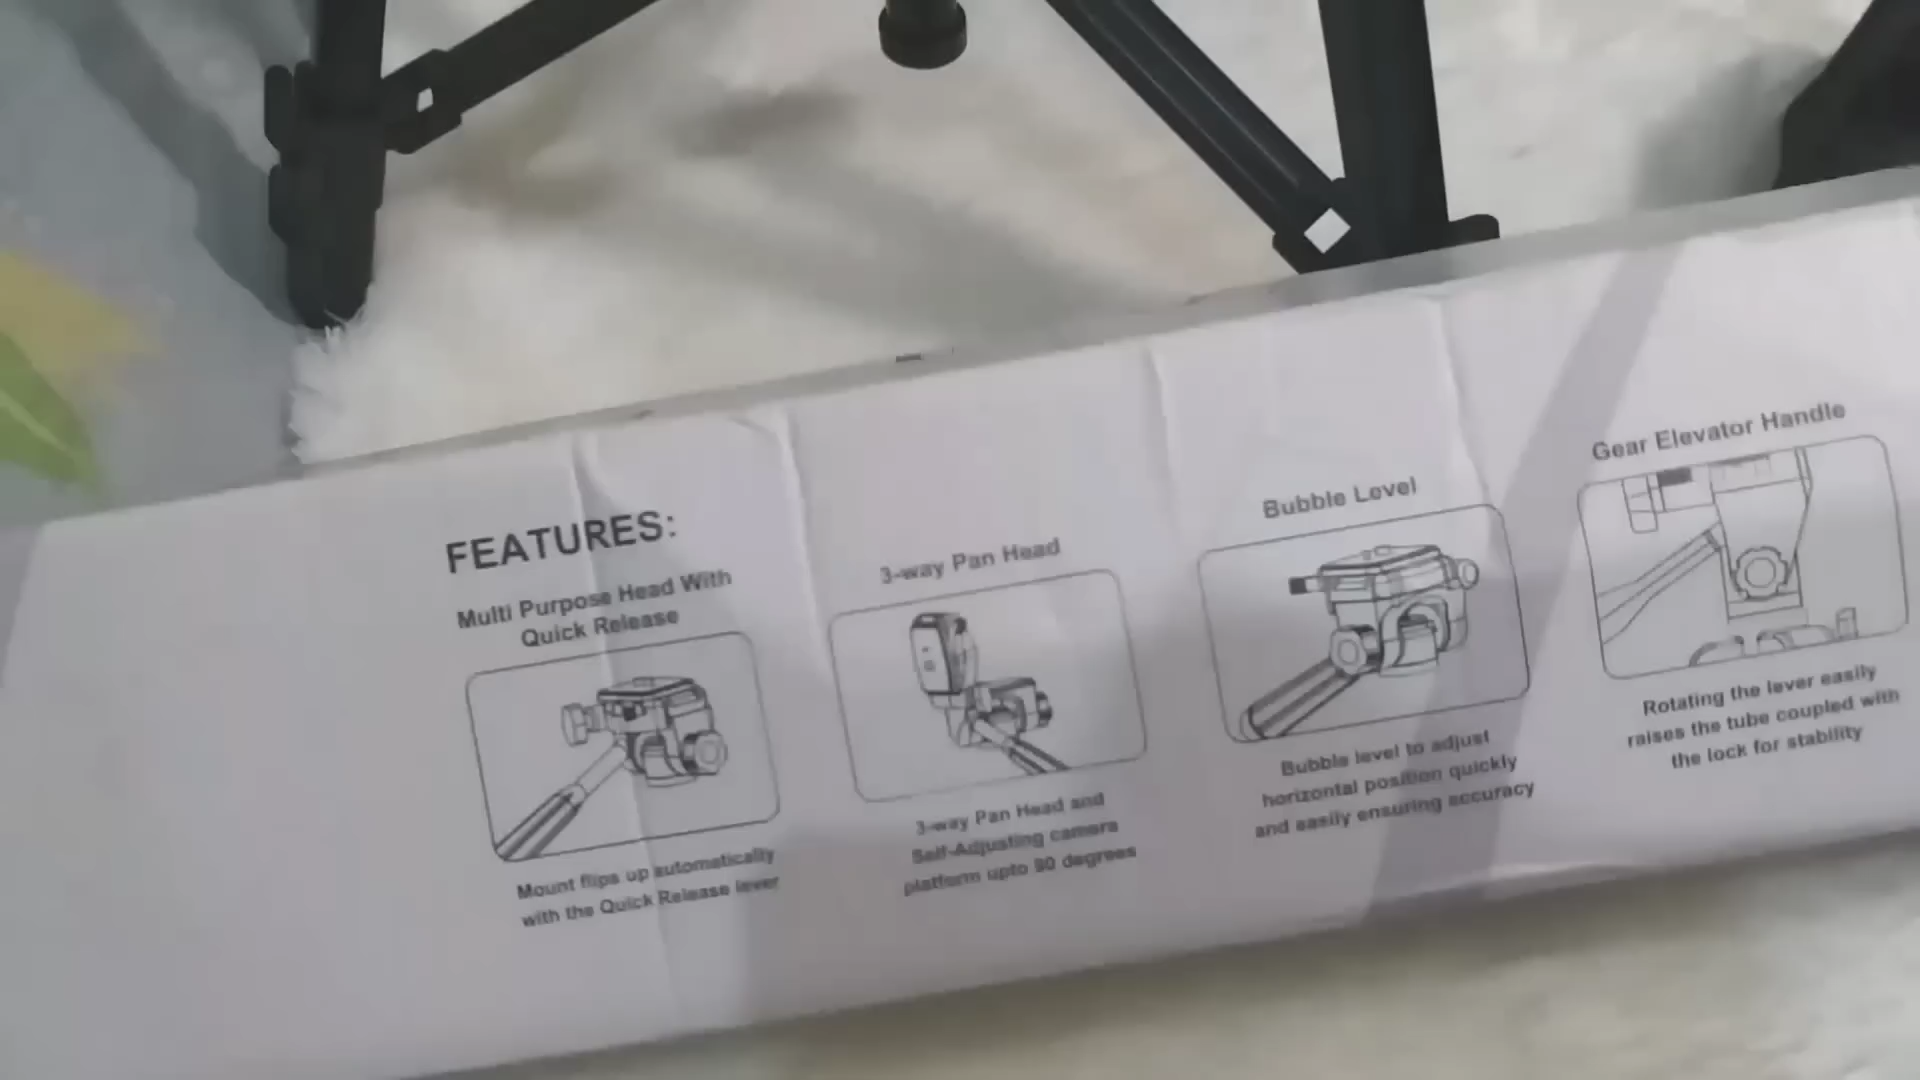 FEATURES:
Multi Purpose Head With
Quick Release
Mount flips up automatically
with the Quick Release lever
3-way Pan Head
3-way Pan Head and
Self-Adjusting camera
platform upto 90 degrees
Bubble Level
Bubble level to adjust
horizontal position quickly
and easily ensuring accuracy
Gear Elevator Handle
Rotating the lever easily
raises the tube coupled with
the lock for stability